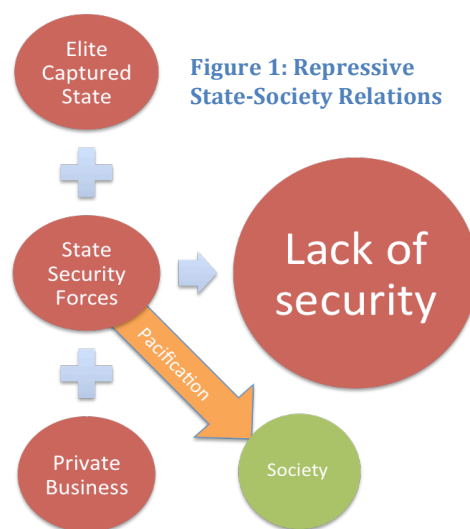 Elite
Captured
State
Figure 1: Repressive
State-Society Relations
State
Security
Forces
Lack of
security
Pacification
Private
Business
Society